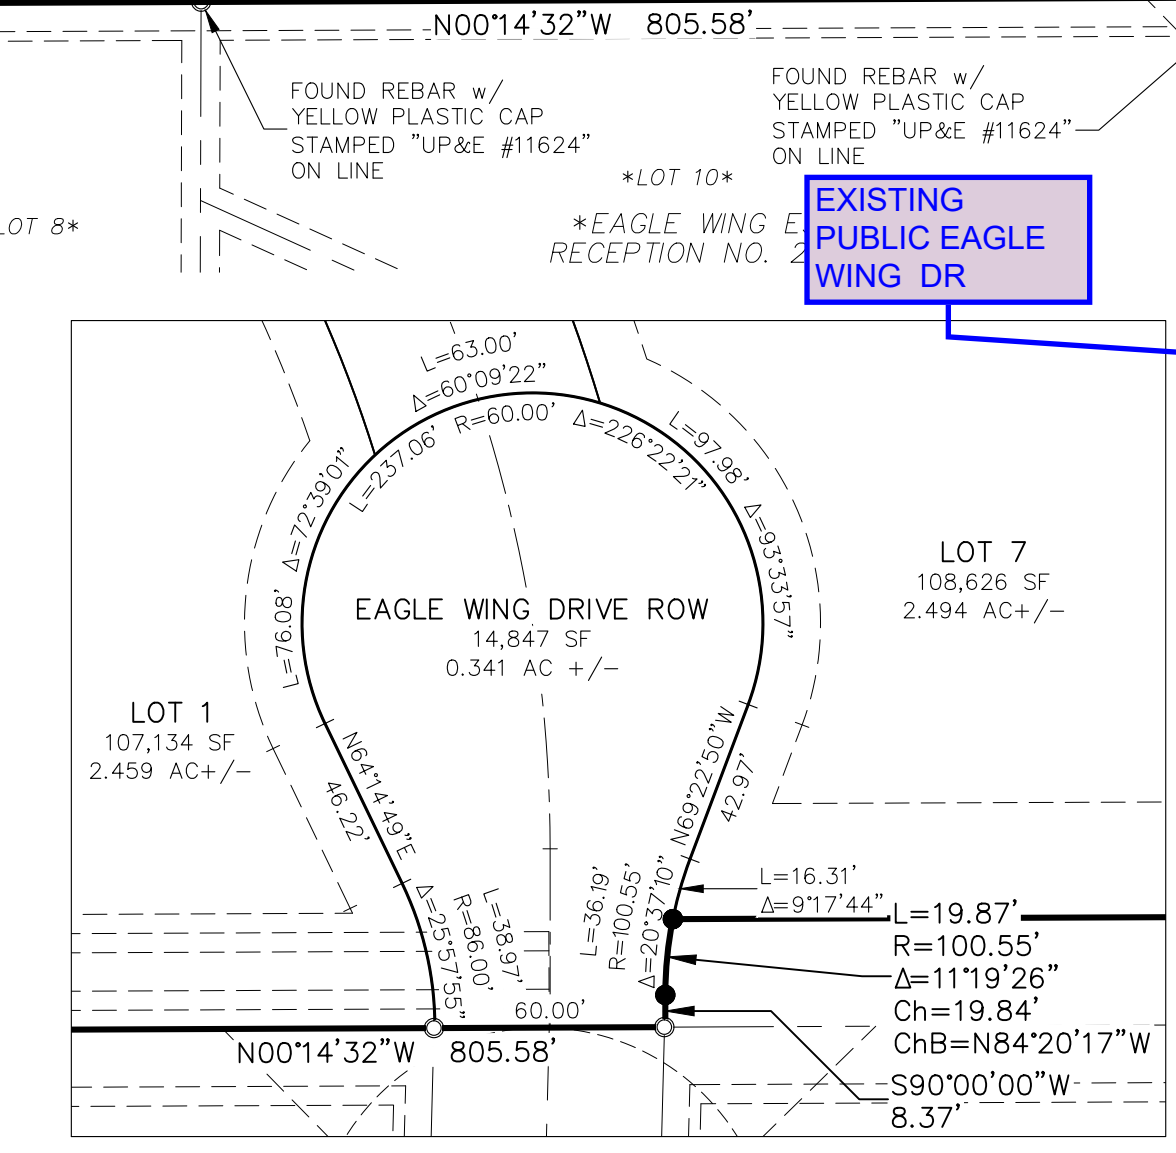 N00°14'32"W 805.58'
FOUND REBAR w/
YELLOW PLASTIC CAP
STAMPED "UP&E #11624"
ON LINE
FOUND REBAR w/
YELLOW PLASTIC CAP
STAMPED "UP&E #11624"
ON LINE
*LOT 10*
LOT 8*
*EAGLE WING E
RECEPTION NO. 2
EXISTING
PUBLIC EAGLE
WING DR
L=63.00'
Δ=60°09'22"
R=60.00'
L=237.06'
Δ=226°22'21"
L=97.98'
Δ=93°33'57"
Δ=72°39'01"
L=76.08'
EAGLE WING DRIVE ROW
14,847 SF
0.341 AC +/-
LOT 7
108,626 SF
2.494 AC+/-
LOT 1
107,134 SF
2.459 AC+/-
N64°14'49"E
46.22'
N69°22'50"W
42.97'
L=38.97'
R=86.00'
Δ=25°57'55"
L=36.19'
R=100.55'
Δ=20°37'10"
L=16.31'
Δ=9°17'44"
L=19.87'
R=100.55'
Δ=11°19'26"
Ch=19.84'
ChB=N84°20'17"W
60.00'
N00°14'32"W 805.58'
S90°00'00"W
8.37'